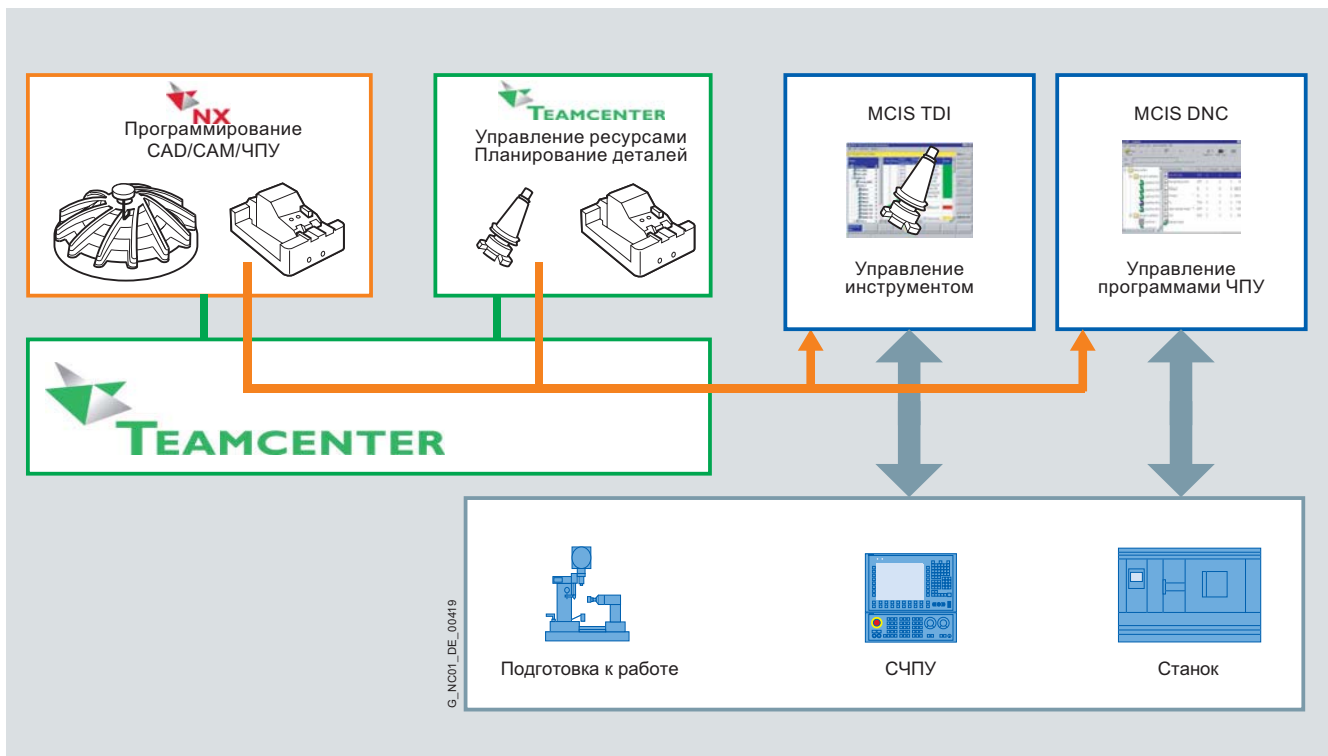 NX
Программирование
CAD/CAM/ЧПУ
TEAMCENTER
Управление ресурсами
Планирование деталей
MCIS TDI
Управление
инструментом
MCIS DNC
Управление
программами ЧПУ
TEAMCENTER
G_NC01_DE_00419
Подготовка к работе
СЧПУ
Станок